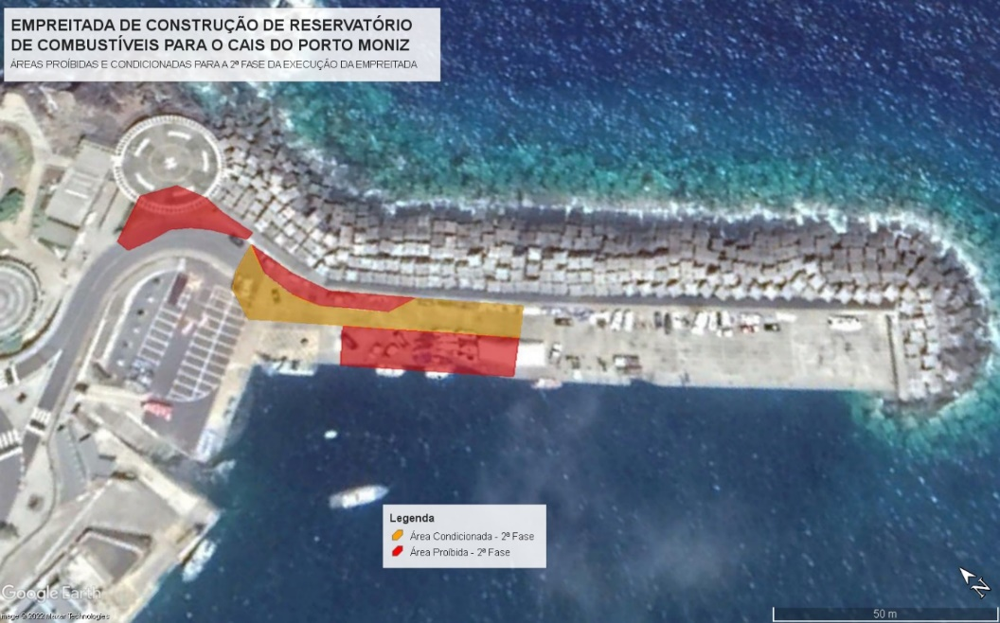 EMPREITADA DE CONSTRUÇÃO DE RESERVATÓRIO
DE COMBUSTÍVEIS PARA O CAIS DO PORTO MONIZ
ÁREAS PROÍBIDAS E CONDICIONADAS PARA A 2ª FASE DA EXECUÇÃO DA EMPREITADA
Legenda
Área Condicionada - 2ª Fase
Área Proíbida - 2ª Fase
Google Earth
Image © 2022 Maxar Technologies
N
50 m